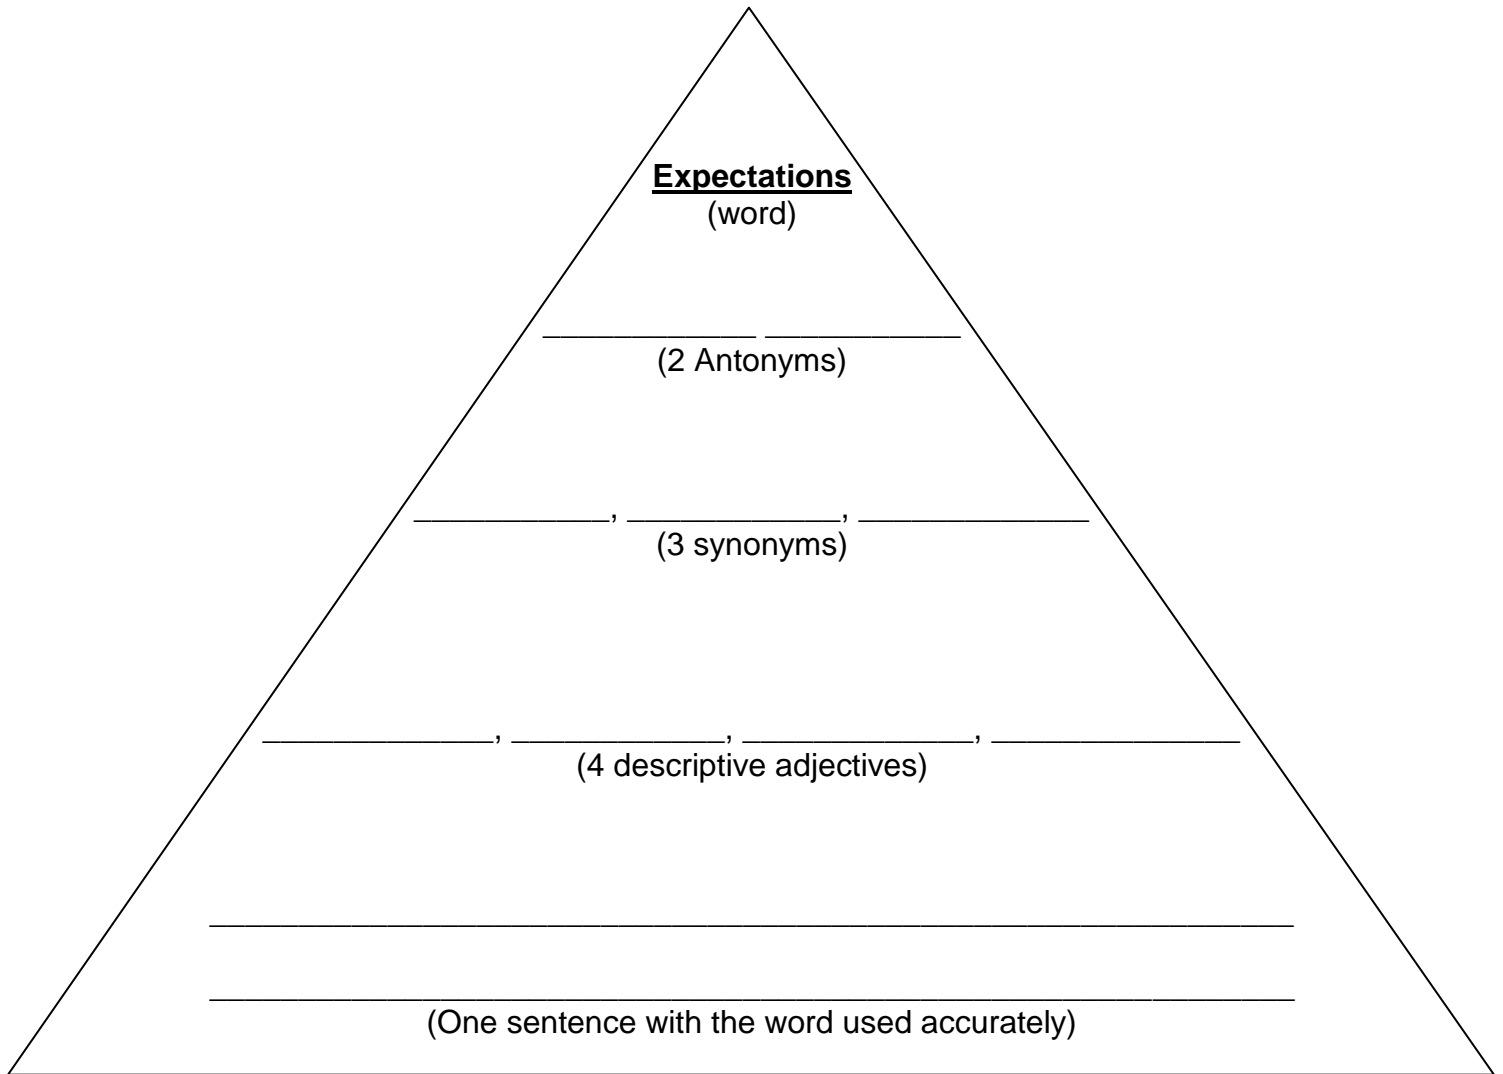 Expectations
(word)
____________ ___________
(2 Antonyms)
___________, ____________, _____________
(3 synonyms)
_____________, ____________, _____________, ______________
(4 descriptive adjectives)
_____________________________________________________________
_____________________________________________________________
(One sentence with the word used accurately)